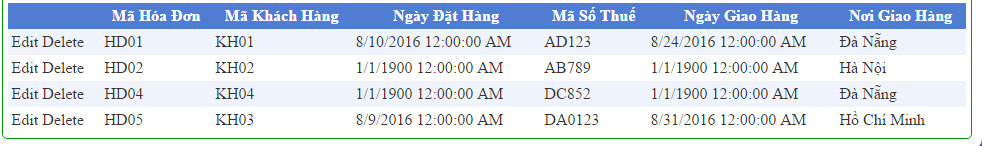 Mã Hóa Đơn Mã Khách Hàng Ngày Đặt Hàng Mã Số Thuế Ngày Giao Hàng Nơi Giao Hàng
Edit Delete HD01 KH01 8/10/2016 12:00:00 AM AD123 8/24/2016 12:00:00 AM Đà Nẵng
Edit Delete HD02 KH02 1/1/1900 12:00:00 AM AB789 1/1/1900 12:00:00 AM Hà Nội
Edit Delete HD04 KH04 1/1/1900 12:00:00 AM DC852 1/1/1900 12:00:00 AM Đà Nẵng
Edit Delete HD05 KH03 8/9/2016 12:00:00 AM DA0123 8/31/2016 12:00:00 AM Hồ Chí Minh